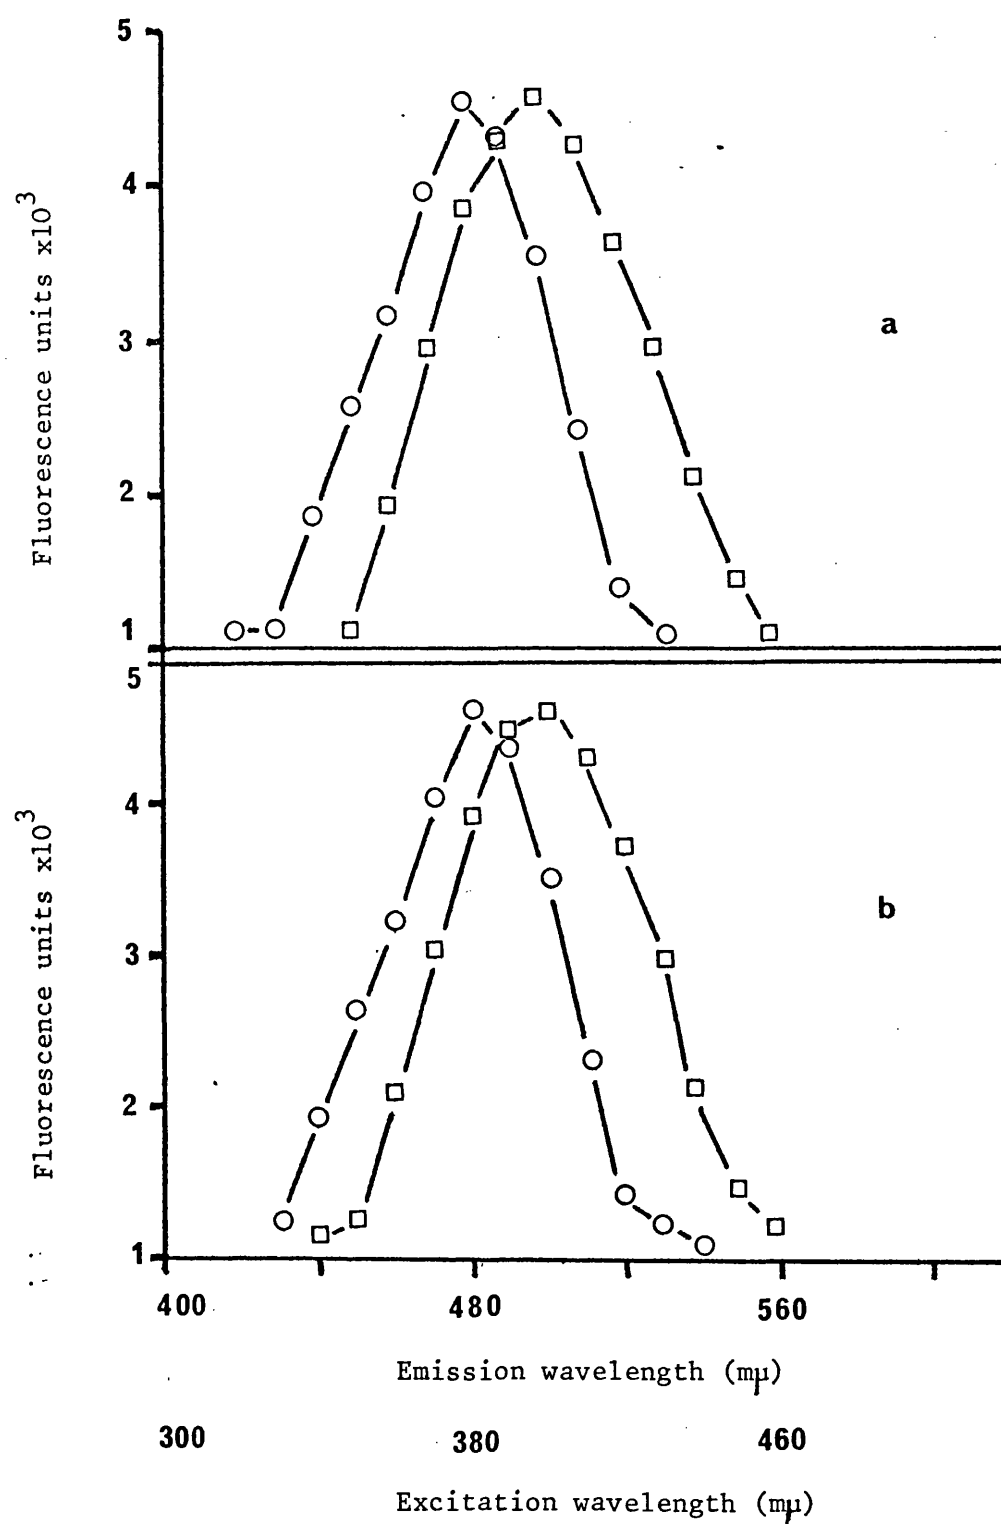 5
4
3
2
1
Fluorescence units x10³
a
5
4
3
2
1
Fluorescence units x10³
b
400 480 560
Emission wavelength (mµ)
300 380 460
Excitation wavelength (mµ)